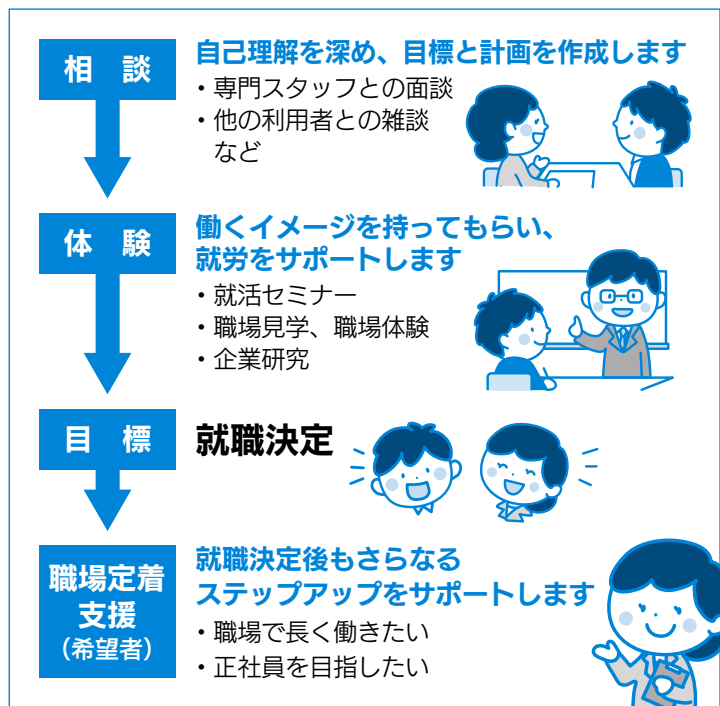 相 談
自己理解を深め、目標と計画を作成します
・専門スタッフとの面談
・他の利用者との雑談
など
体 験
働くイメージを持ってもらい、
就労をサポートします
・就活セミナー
・職場見学、職場体験
・企業研究
目 標
就職決定
職場定着
支援
(希望者)
就職決定後もさらなる
ステップアップをサポートします
・職場で長く働きたい
・正社員を目指したい